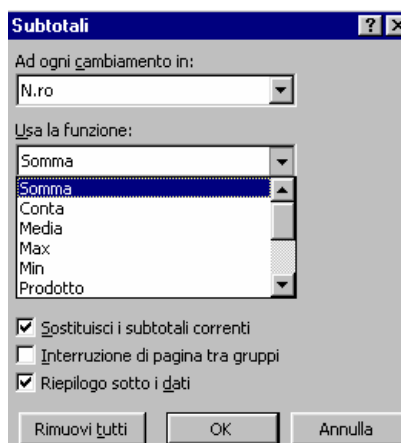 Subtotali
Ad ogni cambiamento in:
N.ro
Usa la funzione:
Somma
Somma
Conta
Media
Max
Min
Prodotto
Sostituisci i subtotali correnti
Interruzione di pagina tra gruppi
Riepilogo sotto i dati
Rimuovi tutti OK Annulla